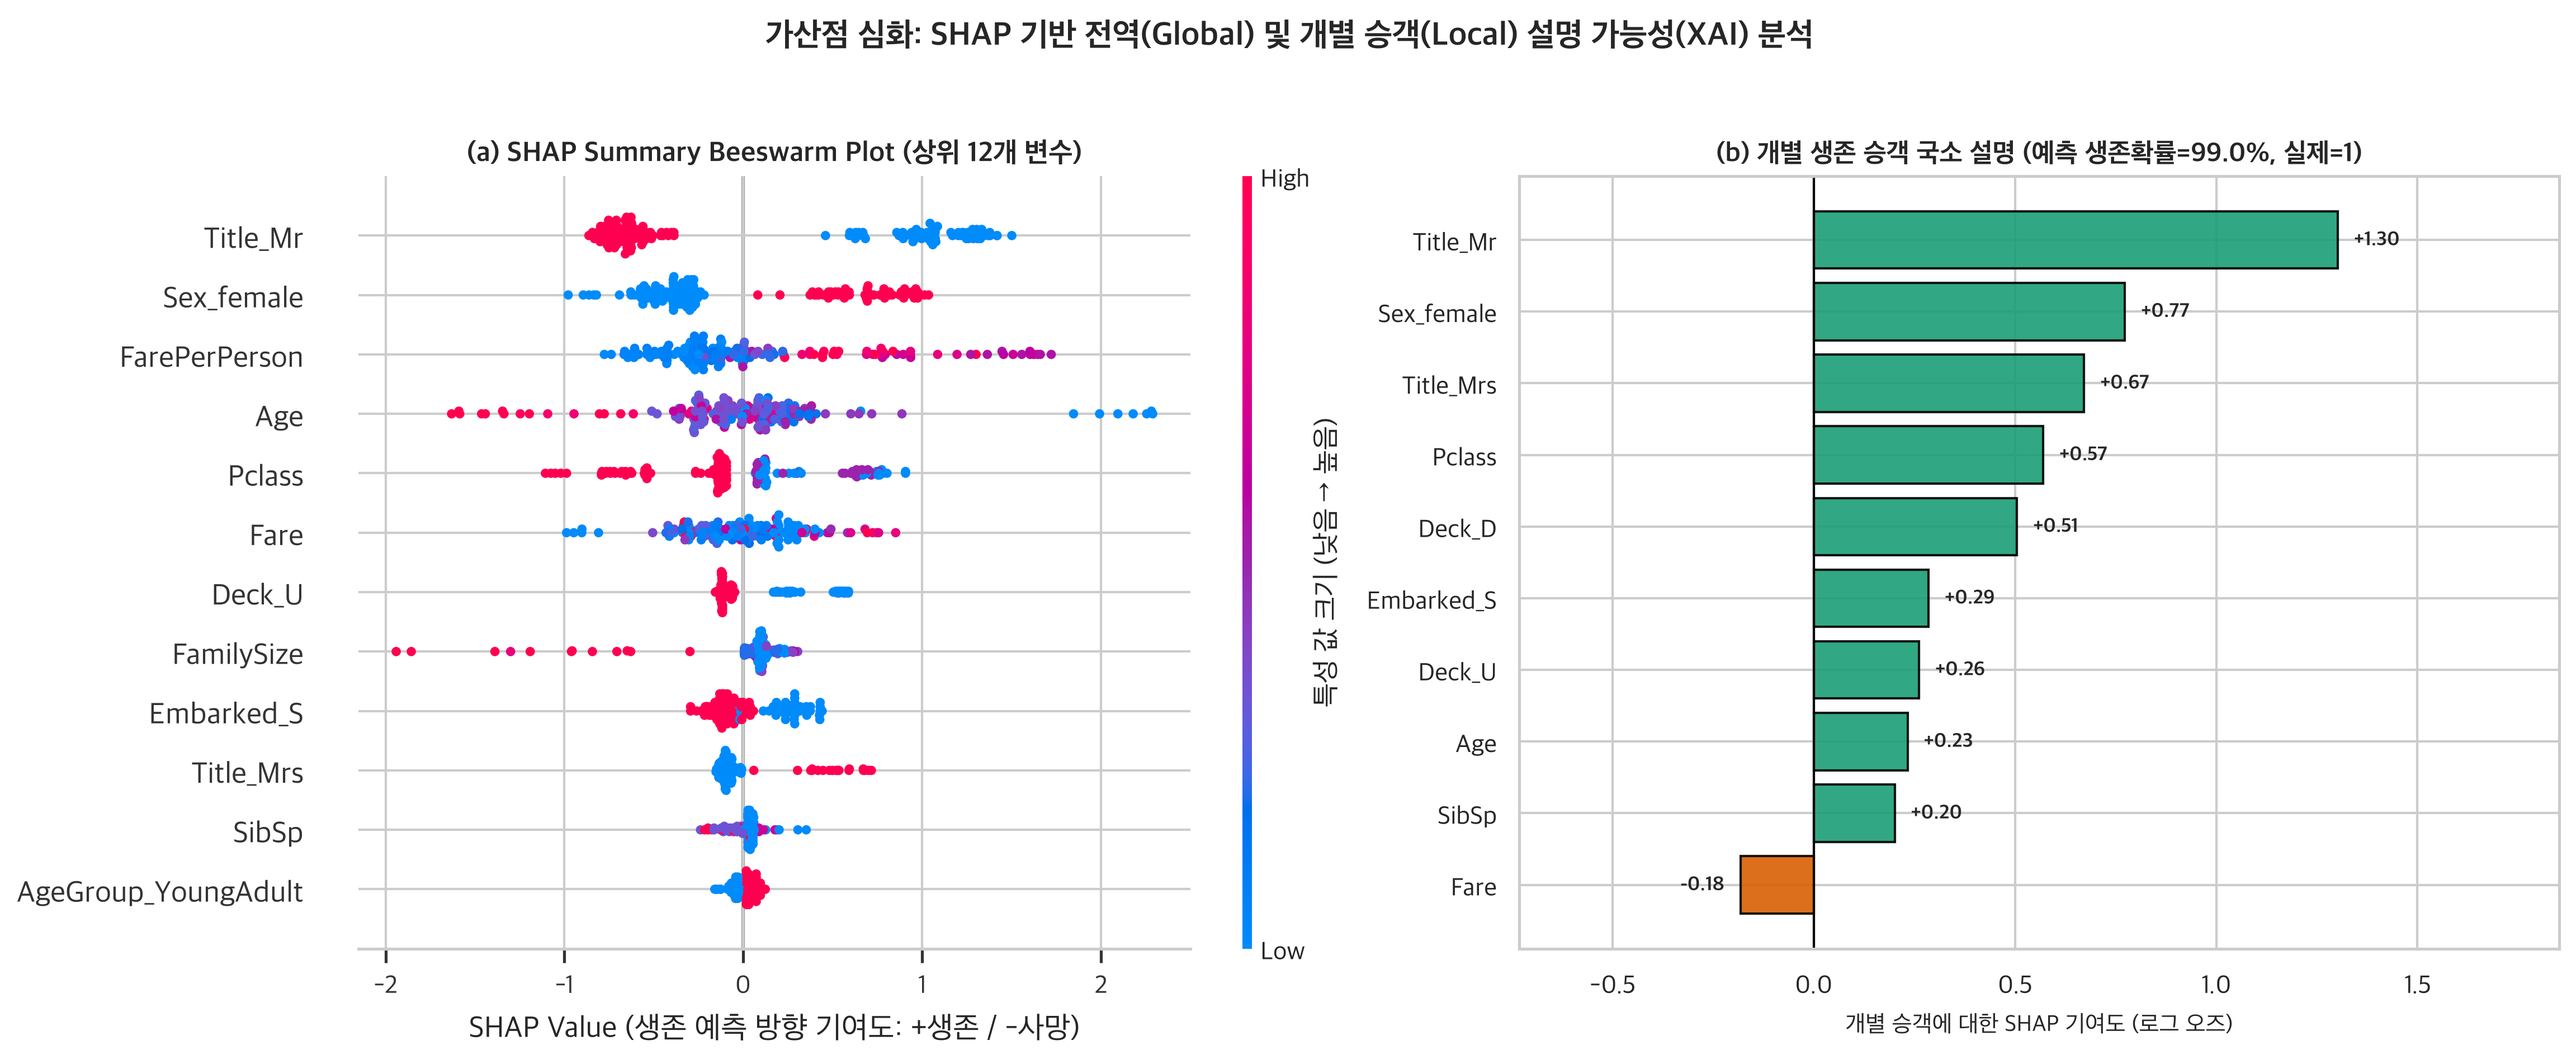 가산점 심화: SHAP 기반 전역(Global) 및 개별 승객(Local) 설명 가능성(XAI) 분석
(a) SHAP Summary Beeswarm Plot (상위 12개 변수)
Title_Mr
Sex_female
FarePerPerson
Age
Pclass
Fare
Deck_U
FamilySize
Embarked_S
Title_Mrs
SibSp
AgeGroup_YoungAdult
-2
-1
0
1
2
SHAP Value (생존 예측 방향 기여도: +생존 / -사망)
High
Low
특성 값 크기 (낮음 → 높음)
(b) 개별 생존 승객 국소 설명 (예측 생존확률=99.0%, 실제=1)
Title_Mr
+1.30
Sex_female
+0.77
Title_Mrs
+0.67
Pclass
+0.57
Deck_D
+0.51
Embarked_S
+0.29
Deck_U
+0.26
Age
+0.23
SibSp
+0.20
Fare
-0.18
-0.5
0.0
0.5
1.0
1.5
개별 승객에 대한 SHAP 기여도 (로그 오즈)